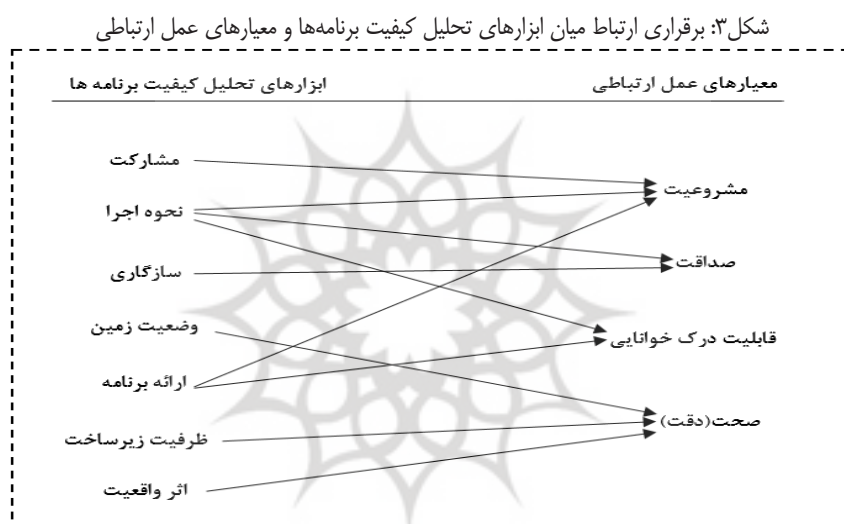 شکل۳: برقراری ارتباط میان ابزارهای تحلیل کیفیت برنامه‌ها و معیارهای عمل ارتباطی
معیارهای عمل ارتباطی
ابزارهای تحلیل کیفیت برنامه ها
مشروعیت
صداقت
قابلیت درک خوانایی
صحت(دقت)
مشارکت
نحوه اجرا
سازگاری
وضعیت زمین
ارائه برنامه
ظرفیت زیرساخت
اثر واقعیت